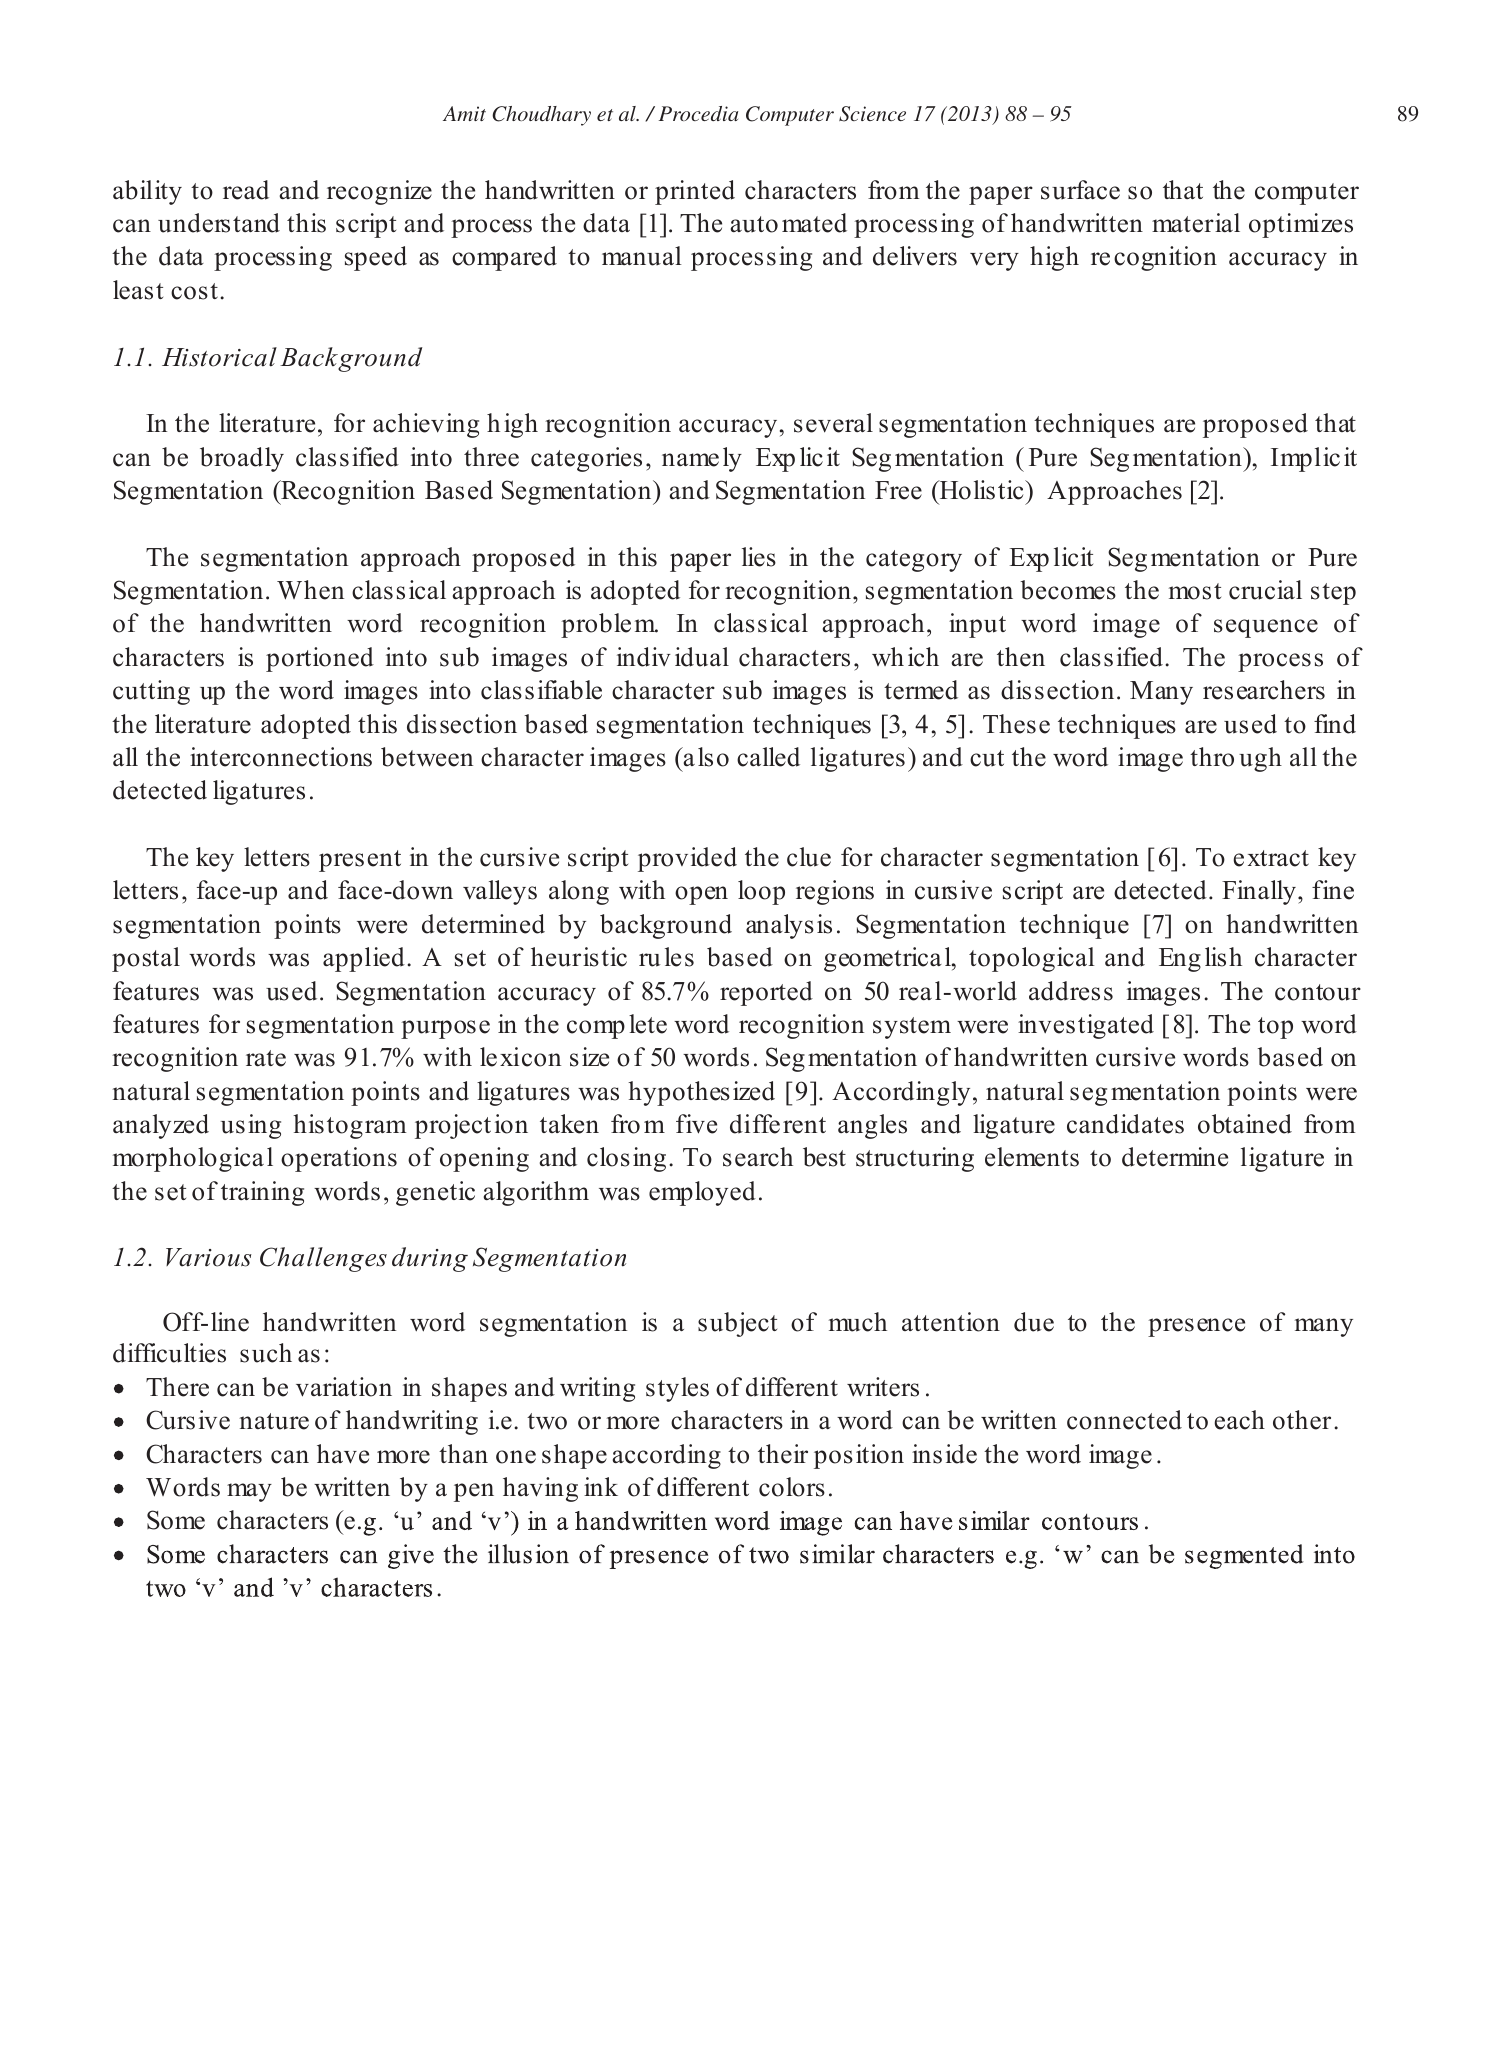 Amit Choudhary et al. / Procedia Computer Science 17 (2013) 88 – 95
89
ability to read and recognize the handwritten or printed characters from the paper surface so that the computer
can understand this script and process the data [1]. The automated processing of handwritten material optimizes
the data processing speed as compared to manual processing and delivers very high recognition accuracy in
least cost.
1.1. Historical Background
In the literature, for achieving high recognition accuracy, several segmentation techniques are proposed that
can be broadly classified into three categories, namely Explicit Segmentation (Pure Segmentation), Implicit
Segmentation (Recognition Based Segmentation) and Segmentation Free (Holistic) Approaches [2].
The segmentation approach proposed in this paper lies in the category of Explicit Segmentation or Pure
Segmentation. When classical approach is adopted for recognition, segmentation becomes the most crucial step
of the handwritten word recognition problem. In classical approach, input word image of sequence of
characters is portioned into sub images of individual characters, which are then classified. The process of
cutting up the word images into classifiable character sub images is termed as dissection. Many researchers in
the literature adopted this dissection based segmentation techniques [3, 4, 5]. These techniques are used to find
all the interconnections between character images (also called ligatures) and cut the word image through all the
detected ligatures.
The key letters present in the cursive script provided the clue for character segmentation [6]. To extract key
letters, face-up and face-down valleys along with open loop regions in cursive script are detected. Finally, fine
segmentation points were determined by background analysis. Segmentation technique [7] on handwritten
postal words was applied. A set of heuristic rules based on geometrical, topological and English character
features was used. Segmentation accuracy of 85.7% reported on 50 real-world address images. The contour
features for segmentation purpose in the complete word recognition system were investigated [8]. The top word
recognition rate was 91.7% with lexicon size of 50 words. Segmentation of handwritten cursive words based on
natural segmentation points and ligatures was hypothesized [9]. Accordingly, natural segmentation points were
analyzed using histogram projection taken from five different angles and ligature candidates obtained from
morphological operations of opening and closing. To search best structuring elements to determine ligature in
the set of training words, genetic algorithm was employed.
1.2. Various Challenges during Segmentation
Off-line handwritten word segmentation is a subject of much attention due to the presence of many
difficulties such as:
• There can be variation in shapes and writing styles of different writers.
• Cursive nature of handwriting i.e. two or more characters in a word can be written connected to each other.
• Characters can have more than one shape according to their position inside the word image.
• Words may be written by a pen having ink of different colors.
• Some characters (e.g. ‘u’ and ‘v’) in a handwritten word image can have similar contours.
• Some characters can give the illusion of presence of two similar characters e.g. ‘w’ can be segmented into
two ‘v’ and ’v’ characters.